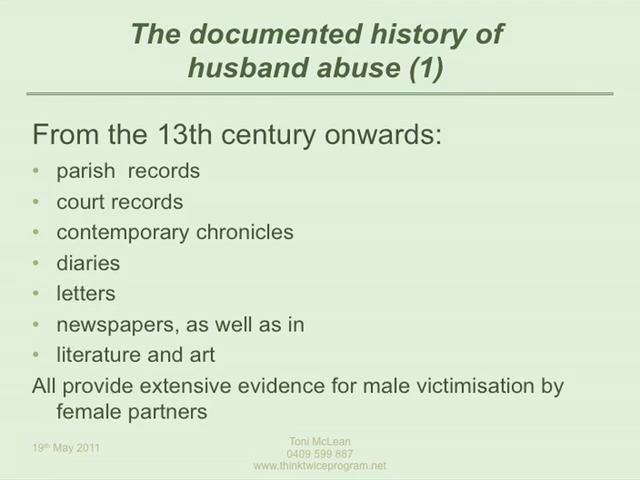 The documented history of
husband abuse (1)
From the 13th century onwards:
• parish records
• court records
• contemporary chronicles
• diaries
• letters
• newspapers, as well as in
• literature and art
All provide extensive evidence for male victimisation by
female partners
19th May 2011
Toni McLean
0409 599 887
www.thinktwiceprogram.net